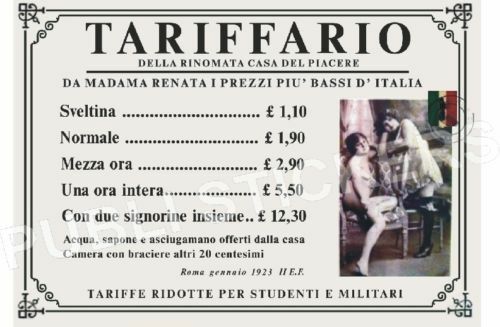 TARIFFARIO
DELLA RINOMATA CASA DEL PIACERE
DA MADAMA RENATA I PREZZI PIU' BASSI D' ITALIA
Sveltina ........................ £ 1,10
Normale ........................ £ 1,90
Mezza ora ..................... £ 2,90
Una ora intera................ £ 5,50
Con due signorine insieme.. £ 12,30
Acqua, sapone e asciugamano offerti dalla casa
Camera con braciere altri 20 centesimi
Roma gennaio 1923 II E.F.
TARIFFE RIDOTTE PER STUDENTI E MILITARI
PUBLI STICKERS